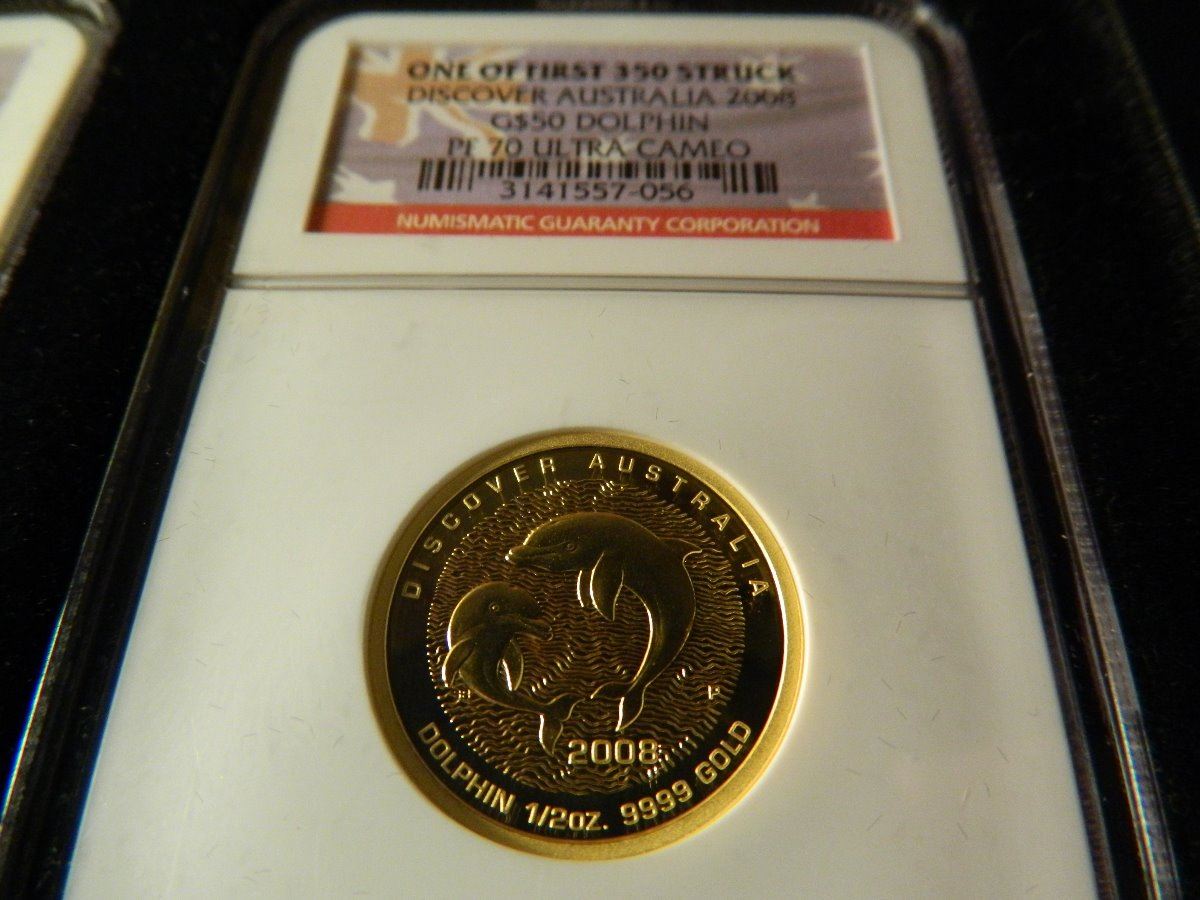 ONE OF FIRST 350 STRUCK
DISCOVER AUSTRALIA 2008
G$50 DOLPHIN
PF 70 ULTRA CAMEO
3141557-056
NUMISMATIC GUARANTY CORPORATION
DISCOVER AUSTRALIA
2008
DOLPHIN 1/2OZ. 9999 GOLD